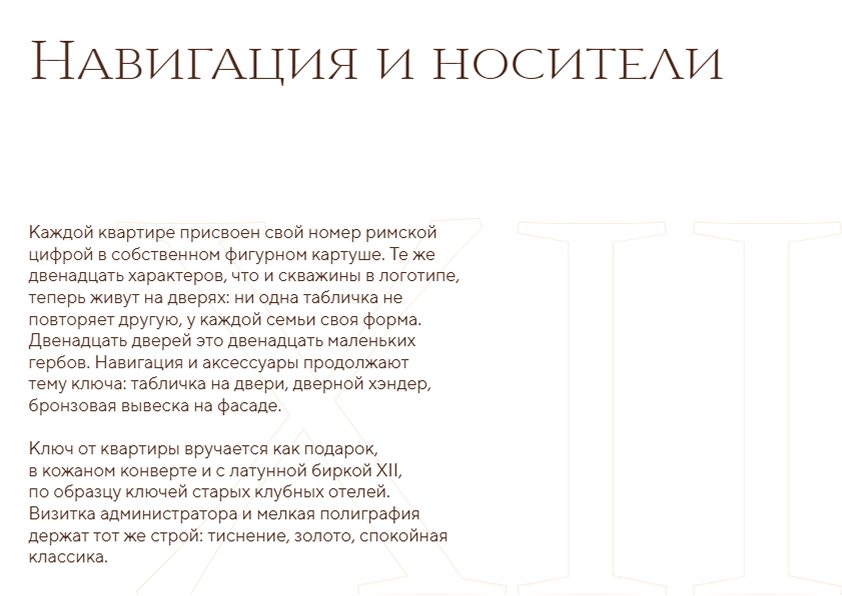 Навигация и носители
Каждой квартире присвоен свой номер римской
цифрой в собственном фигурном картуше. Те же
двенадцать характеров, что и скважины в логотипе,
теперь живут на дверях: ни одна табличка не
повторяет другую, у каждой семьи своя форма.
Двенадцать дверей это двенадцать маленьких
гербов. Навигация и аксессуары продолжают
тему ключа: табличка на двери, дверной хэндер,
бронзовая вывеска на фасаде.
Ключ от квартиры вручается как подарок,
в кожаном конверте и с латунной биркой XII,
по образцу ключей старых клубных отелей.
Визитка администратора и мелкая полиграфия
держат тот же строй: тиснение, золото, спокойная
классика.
XII